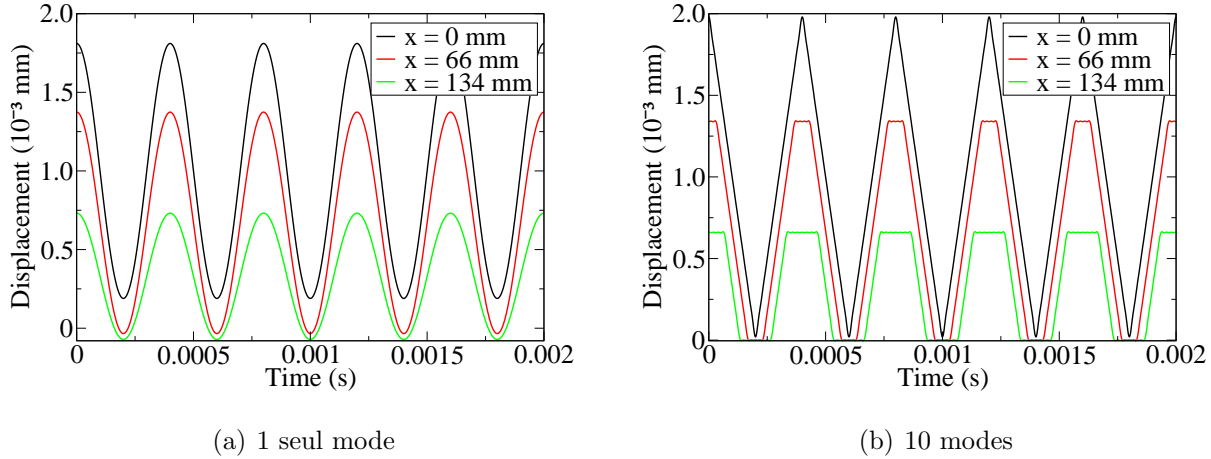 2.0
1.5
1.0
0.5
0
Displacement (10⁻³ mm)
x = 0 mm
x = 66 mm
x = 134 mm
0 0.0005 0.001 0.0015 0.002
Time (s)
(a) 1 seul mode
2.0
1.5
1.0
0.5
0
Displacement (10⁻³ mm)
x = 0 mm
x = 66 mm
x = 134 mm
0 0.0005 0.001 0.0015 0.002
Time (s)
(b) 10 modes